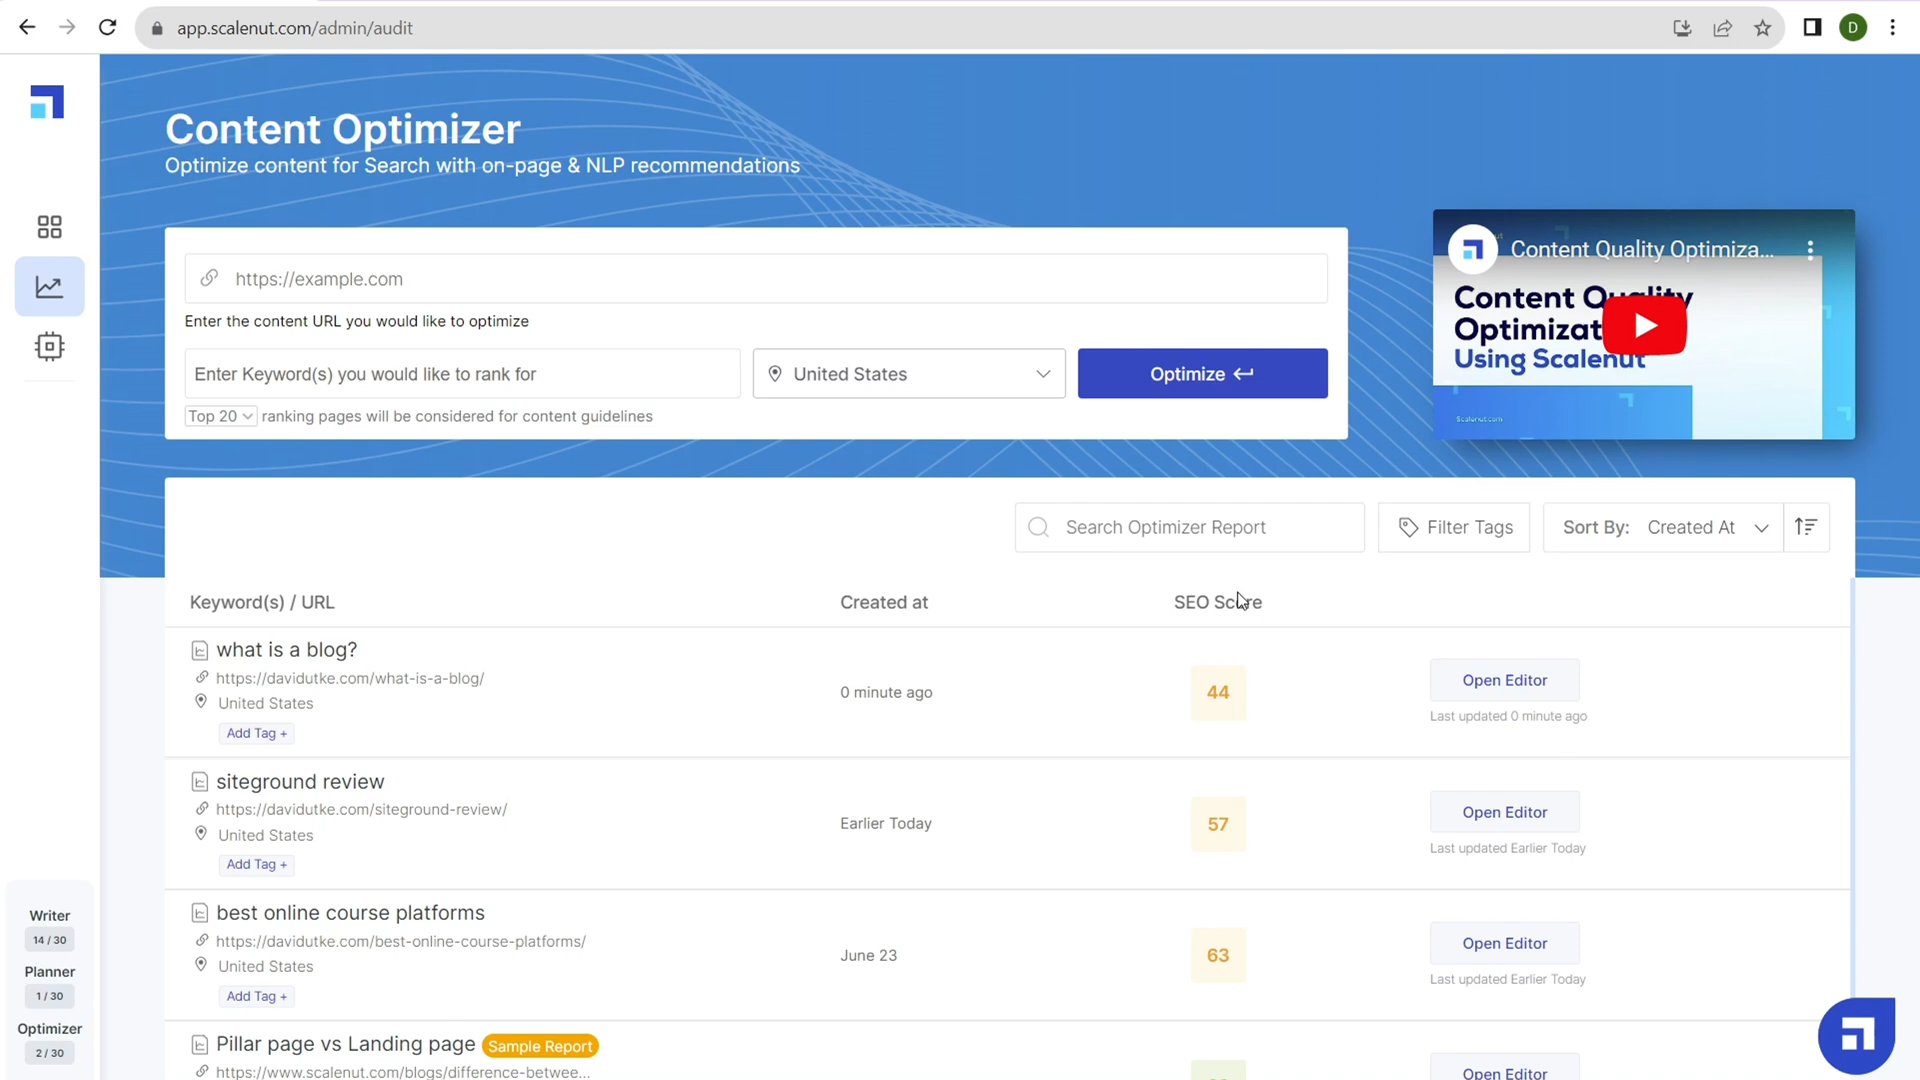 app.scalenut.com/admin/audit
D
Content Optimizer
Optimize content for Search with on-page & NLP recommendations
https://example.com
Enter the content URL you would like to optimize
Enter Keyword(s) you would like to rank for
United States
Optimize
Top 20 ranking pages will be considered for content guidelines
Content Quality Optimiza...
Content Quality
Optimizat
Using Scalenut
Scalenut.com
Search Optimizer Report
Filter Tags
Sort By: Created At
Keyword(s) / URL
Created at
SEO Score
what is a blog?
https://davidutke.com/what-is-a-blog/
United States
Add Tag +
0 minute ago
44
Open Editor
Last updated 0 minute ago
siteground review
https://davidutke.com/siteground-review/
United States
Add Tag +
Earlier Today
57
Open Editor
Last updated Earlier Today
best online course platforms
https://davidutke.com/best-online-course-platforms/
United States
Add Tag +
June 23
63
Open Editor
Last updated Earlier Today
Pillar page vs Landing page Sample Report
https://www.scalenut.com/blogs/difference-betwee...
Open Editor
Writer
14 / 30
Planner
1 / 30
Optimizer
2 / 30